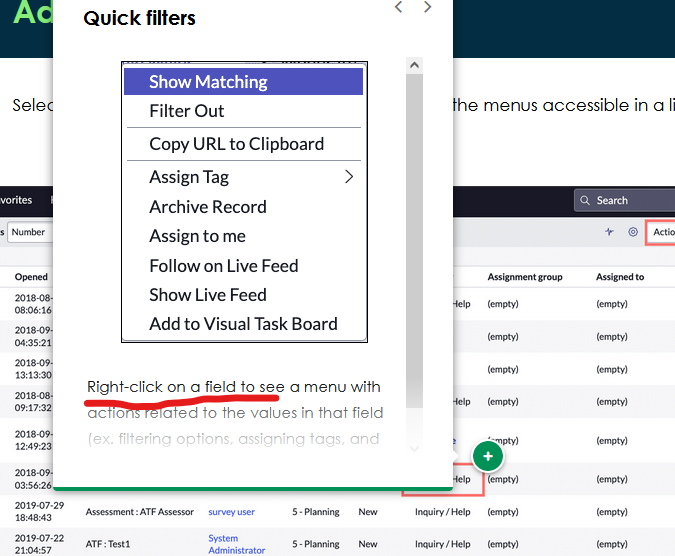 Ad
Quick filters
Selec
the menus accessible in a li
Show Matching
Filter Out
Copy URL to Clipboard
Assign Tag
Archive Record
Assign to me
Follow on Live Feed
Show Live Feed
Add to Visual Task Board
Right-click on a field to see a menu with
actions related to the values in that field
(ex. filtering options, assigning tags, and
vorites
Search
s Number
Actio
Opened Assignment group Assigned to
2018-08-
08:06:16
Help (empty) (empty)
2018-09-
04:35:21
(empty) (empty)
2018-09-
13:13:30
(empty) (empty)
2018-08-
09:17:32
Help (empty) (empty)
2018-09-
12:49:23
e (empty) (empty)
2018-09-
03:56:26
Help (empty) (empty)
2019-07-29
18:48:43
Assessment : ATF Assessor survey user 5 - Planning New Inquiry / Help (empty) (empty)
2019-07-22
21:04:57
ATF : Test1 System
Administrator
5 - Planning New Inquiry / Help (empty) (empty)